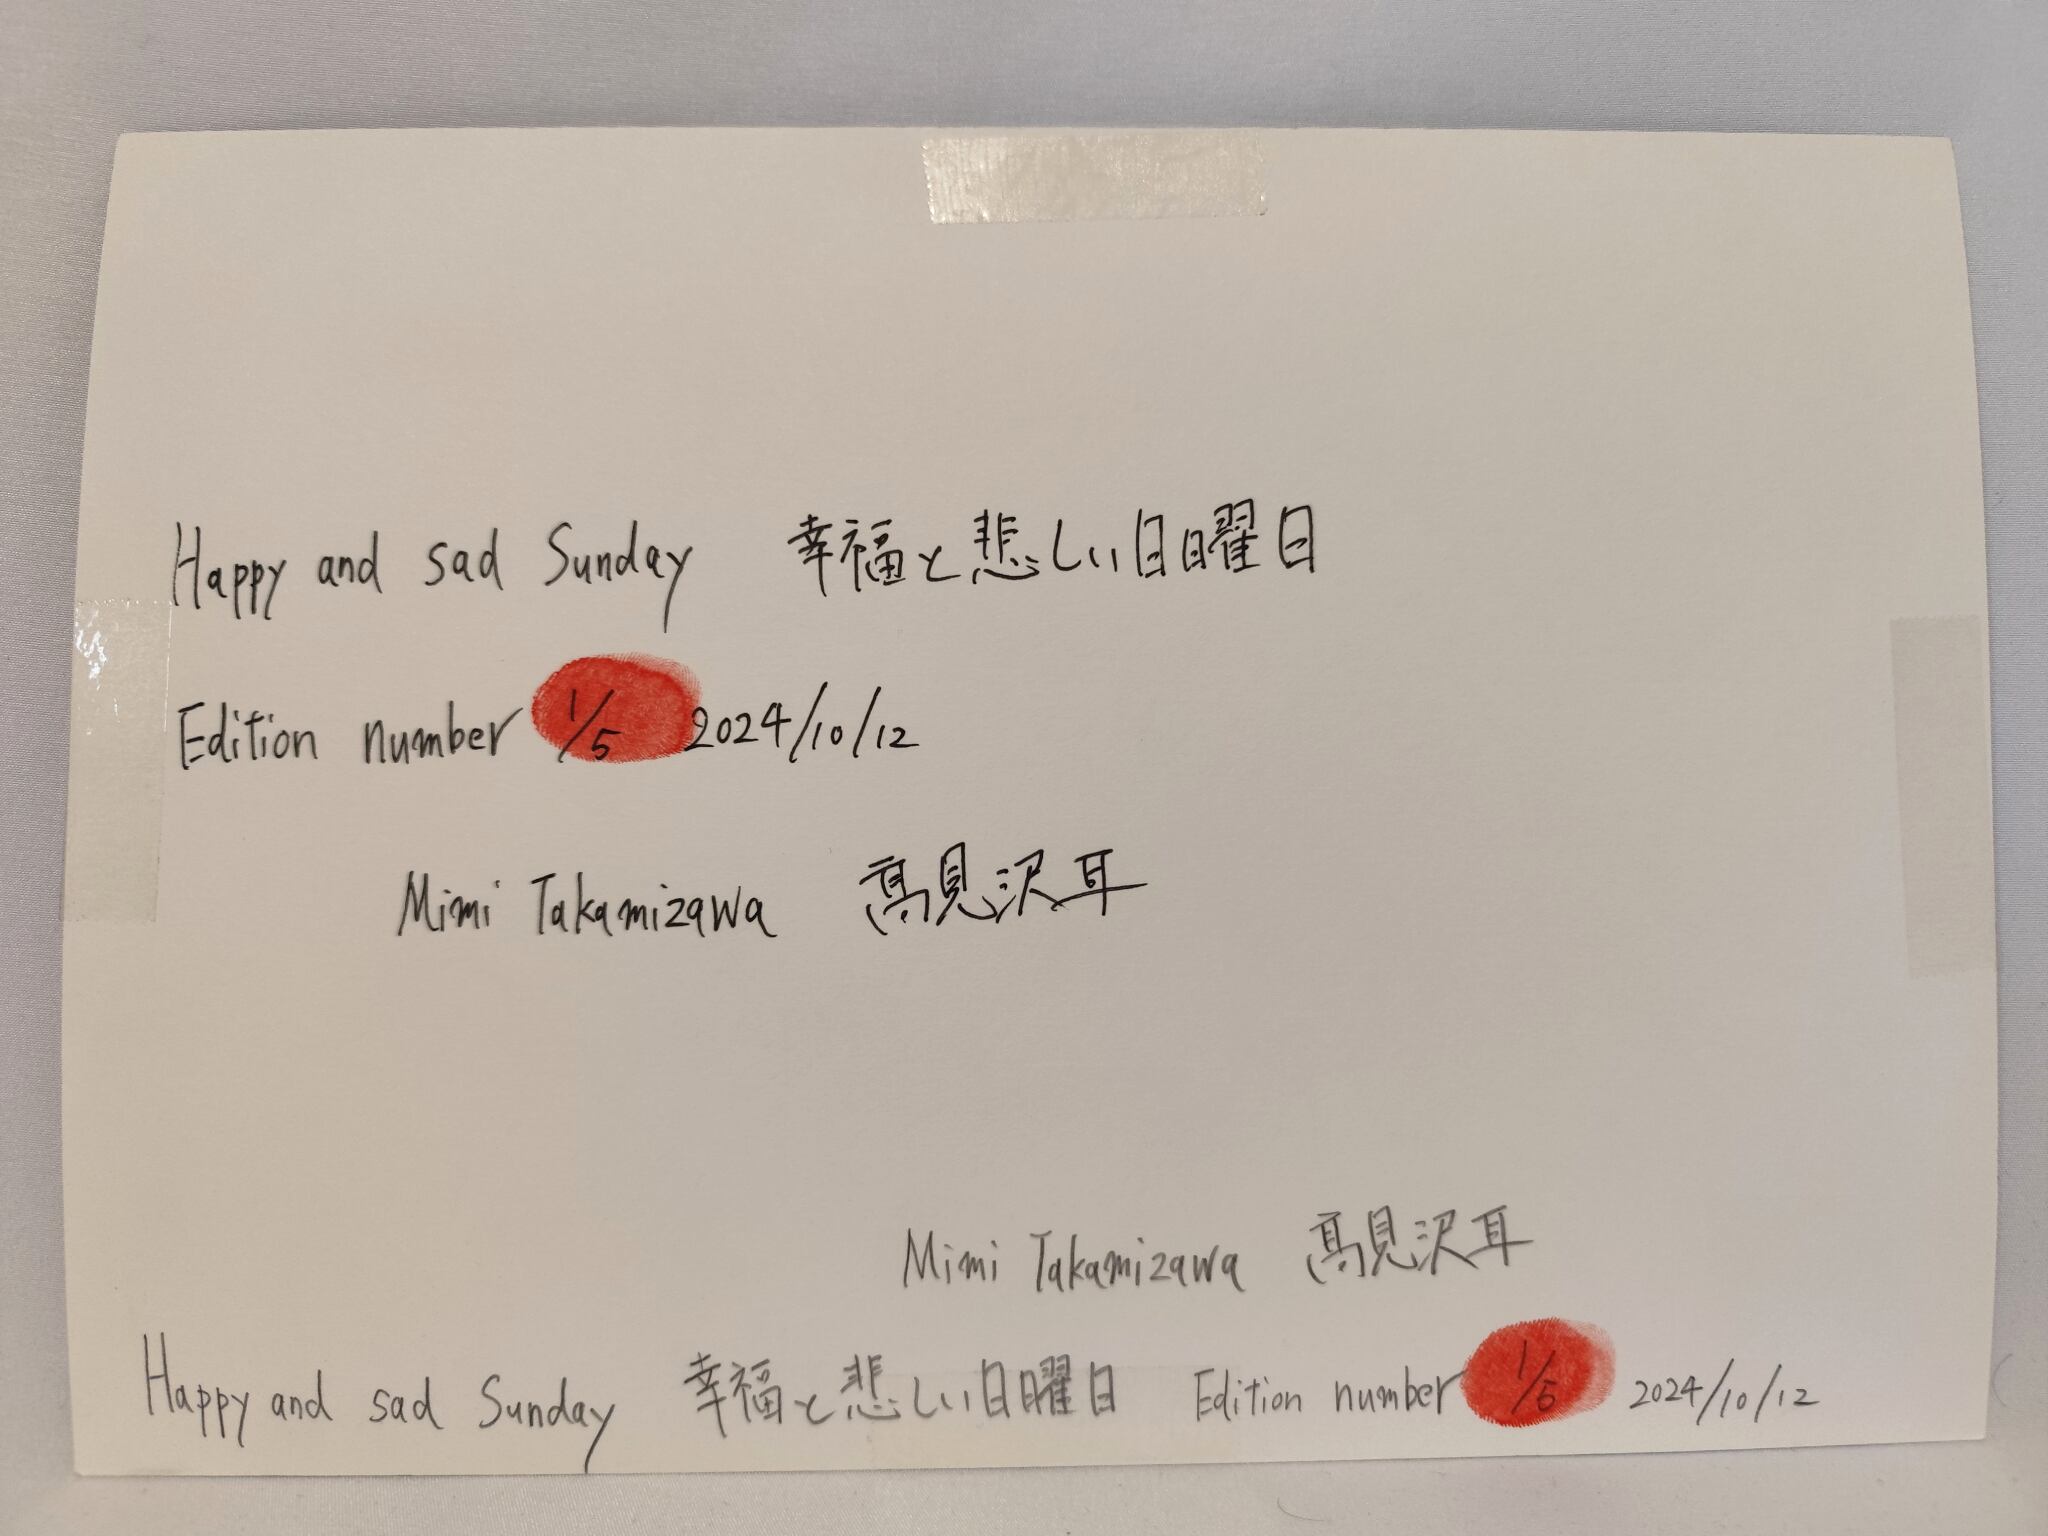 Happy and sad Sunday 幸福と悲しい日曜日
Edition number 1/5 2024/10/12
Mimi Takamizawa 髙見沢耳
Mimi Takamizawa 髙見沢耳
Happy and sad Sunday 幸福と悲しい日曜日 Edition number 1/5 2024/10/12